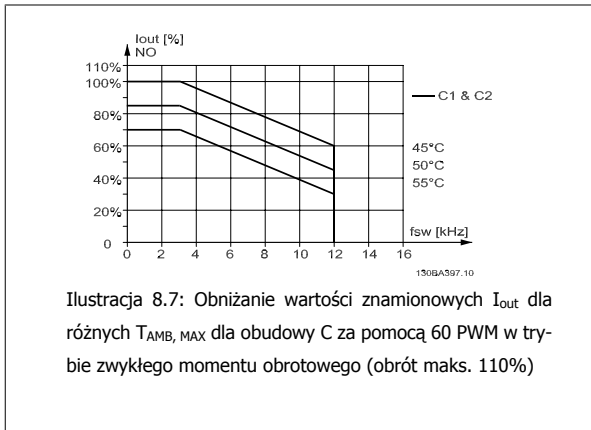 Iout [%]
NO
110%
100%
C1 & C2
80%
60%
45°C
50°C
40%
55°C
20%
fsw [kHz]
0
0 2 4 6 8 10 12 14 16
130BA397.10
Ilustracja 8.7: Obniżanie wartości znamionowych Iout dla
różnych TAMB, MAX dla obudowy C za pomocą 60 PWM w try-
bie zwykłego momentu obrotowego (obrót maks. 110%)